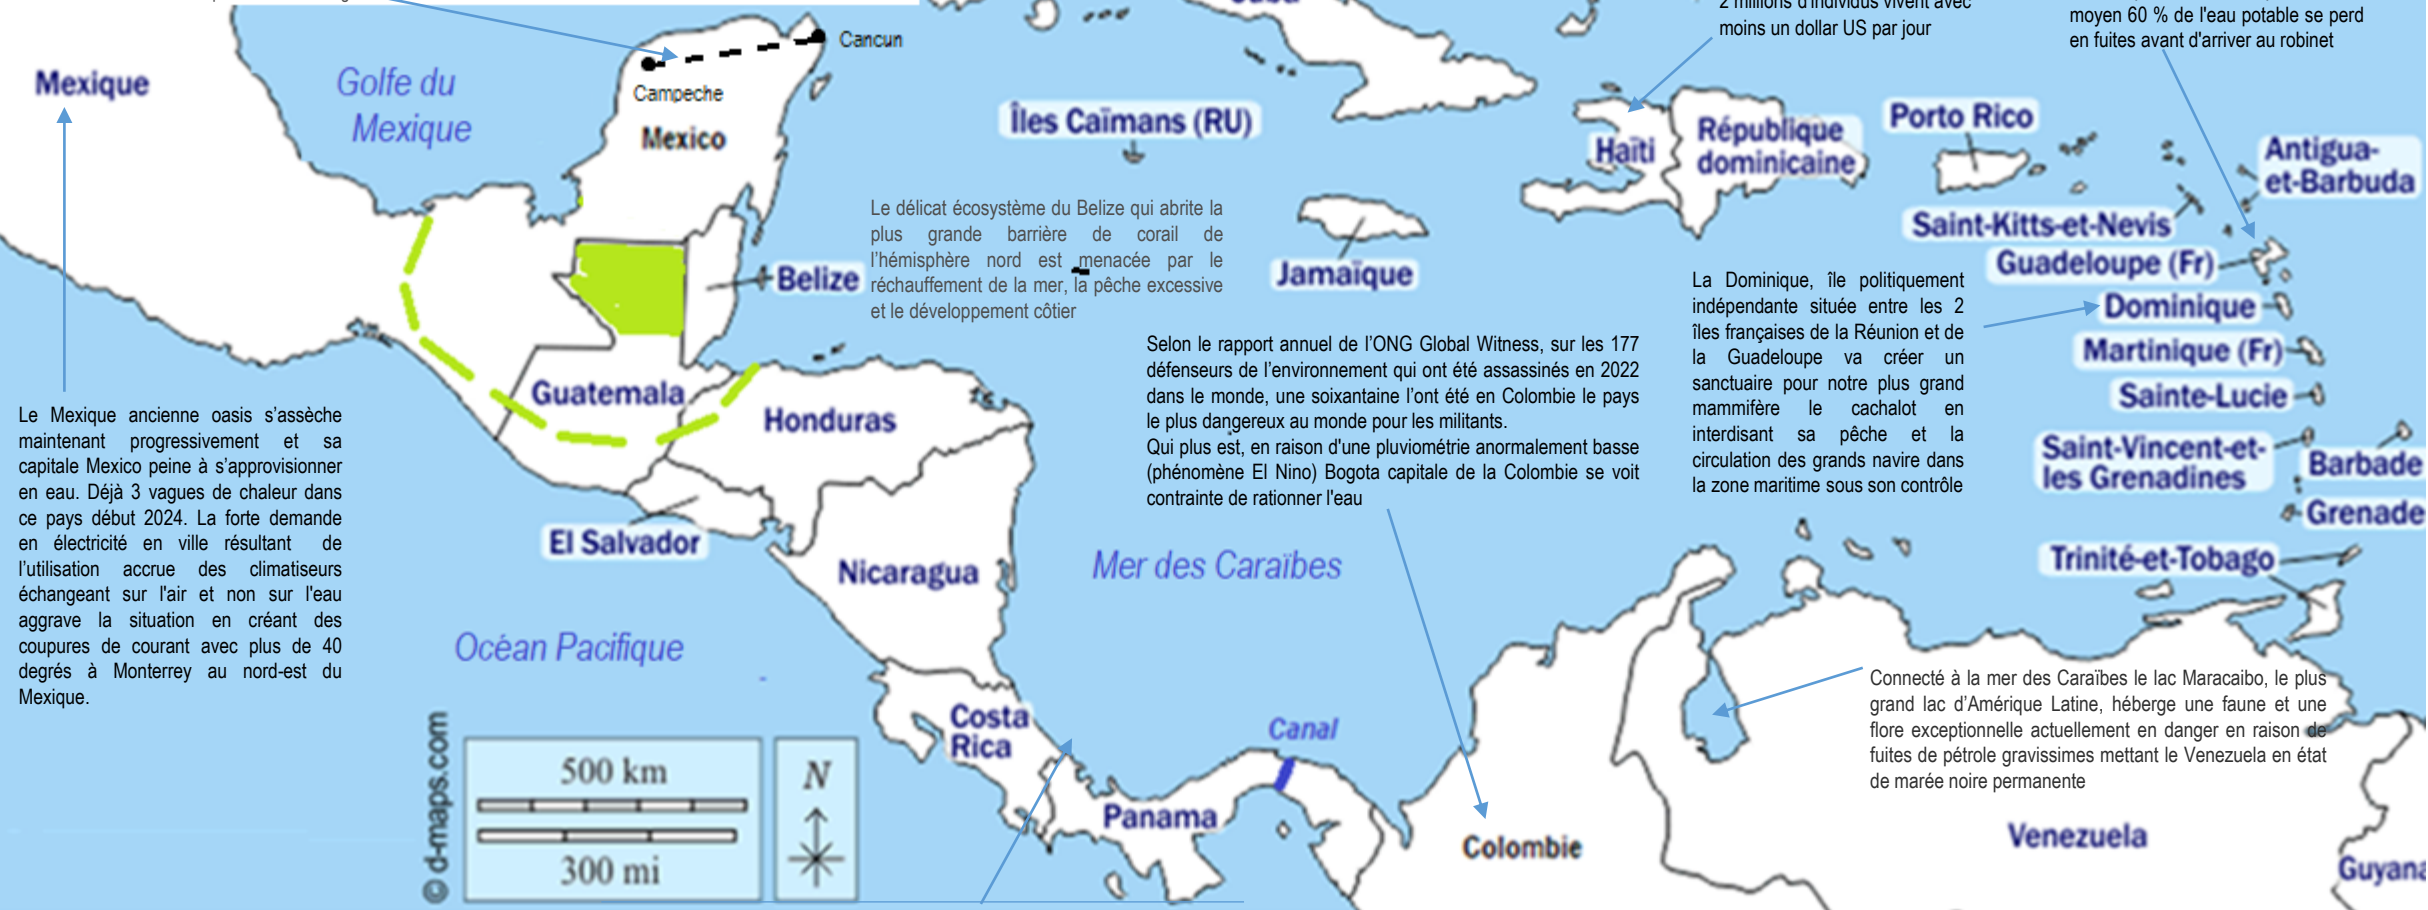 2 millions d'individus vivent avec
moins un dollar US par jour
moyen 60 % de l'eau potable se perd
en fuites avant d'arriver au robinet
Cancun
Campeche
Mexique
Golfe du
Mexique
Mexico
Îles Caïmans (RU)
Haïti
République
dominicaine
Porto Rico
Antigua-
et-Barbuda
Saint-Kitts-et-Nevis
Guadeloupe (Fr)
Dominique
Martinique (Fr)
Sainte-Lucie
Saint-Vincent-et-
les Grenadines
Barbade
Grenade
Trinité-et-Tobago
Jamaïque
Belize
Le délicat écosystème du Belize qui abrite la
plus grande barrière de corail de
l'hémisphère nord est menacée par le
réchauffement de la mer, la pêche excessive
et le développement côtier
La Dominique, île politiquement
indépendante située entre les 2
îles françaises de la Réunion et de
la Guadeloupe va créer un
sanctuaire pour notre plus grand
mammifère le cachalot en
interdisant sa pêche et la
circulation des grands navire dans
la zone maritime sous son contrôle
Selon le rapport annuel de l'ONG Global Witness, sur les 177
défenseurs de l'environnement qui ont été assassinés en 2022
dans le monde, une soixantaine l'ont été en Colombie le pays
le plus dangereux au monde pour les militants.
Qui plus est, en raison d'une pluviométrie anormalement basse
(phénomène El Nino) Bogota capitale de la Colombie se voit
contrainte de rationner l'eau
Guatemala
Honduras
El Salvador
Nicaragua
Mer des Caraïbes
Océan Pacifique
Le Mexique ancienne oasis s'assèche
maintenant progressivement et sa
capitale Mexico peine à s'approvisionner
en eau. Déjà 3 vagues de chaleur dans
ce pays début 2024. La forte demande
en électricité en ville résultant de
l'utilisation accrue des climatiseurs
échangeant sur l'air et non sur l'eau
aggrave la situation en créant des
coupures de courant avec plus de 40
degrés à Monterrey au nord-est du
Mexique.
Connecté à la mer des Caraïbes le lac Maracaibo, le plus
grand lac d'Amérique Latine, héberge une faune et une
flore exceptionnelle actuellement en danger en raison de
fuites de pétrole gravissimes mettant le Venezuela en état
de marée noire permanente
Costa
Rica
Canal
Panama
Colombie
Venezuela
Guyana
500 km
300 mi
N
© d-maps.com